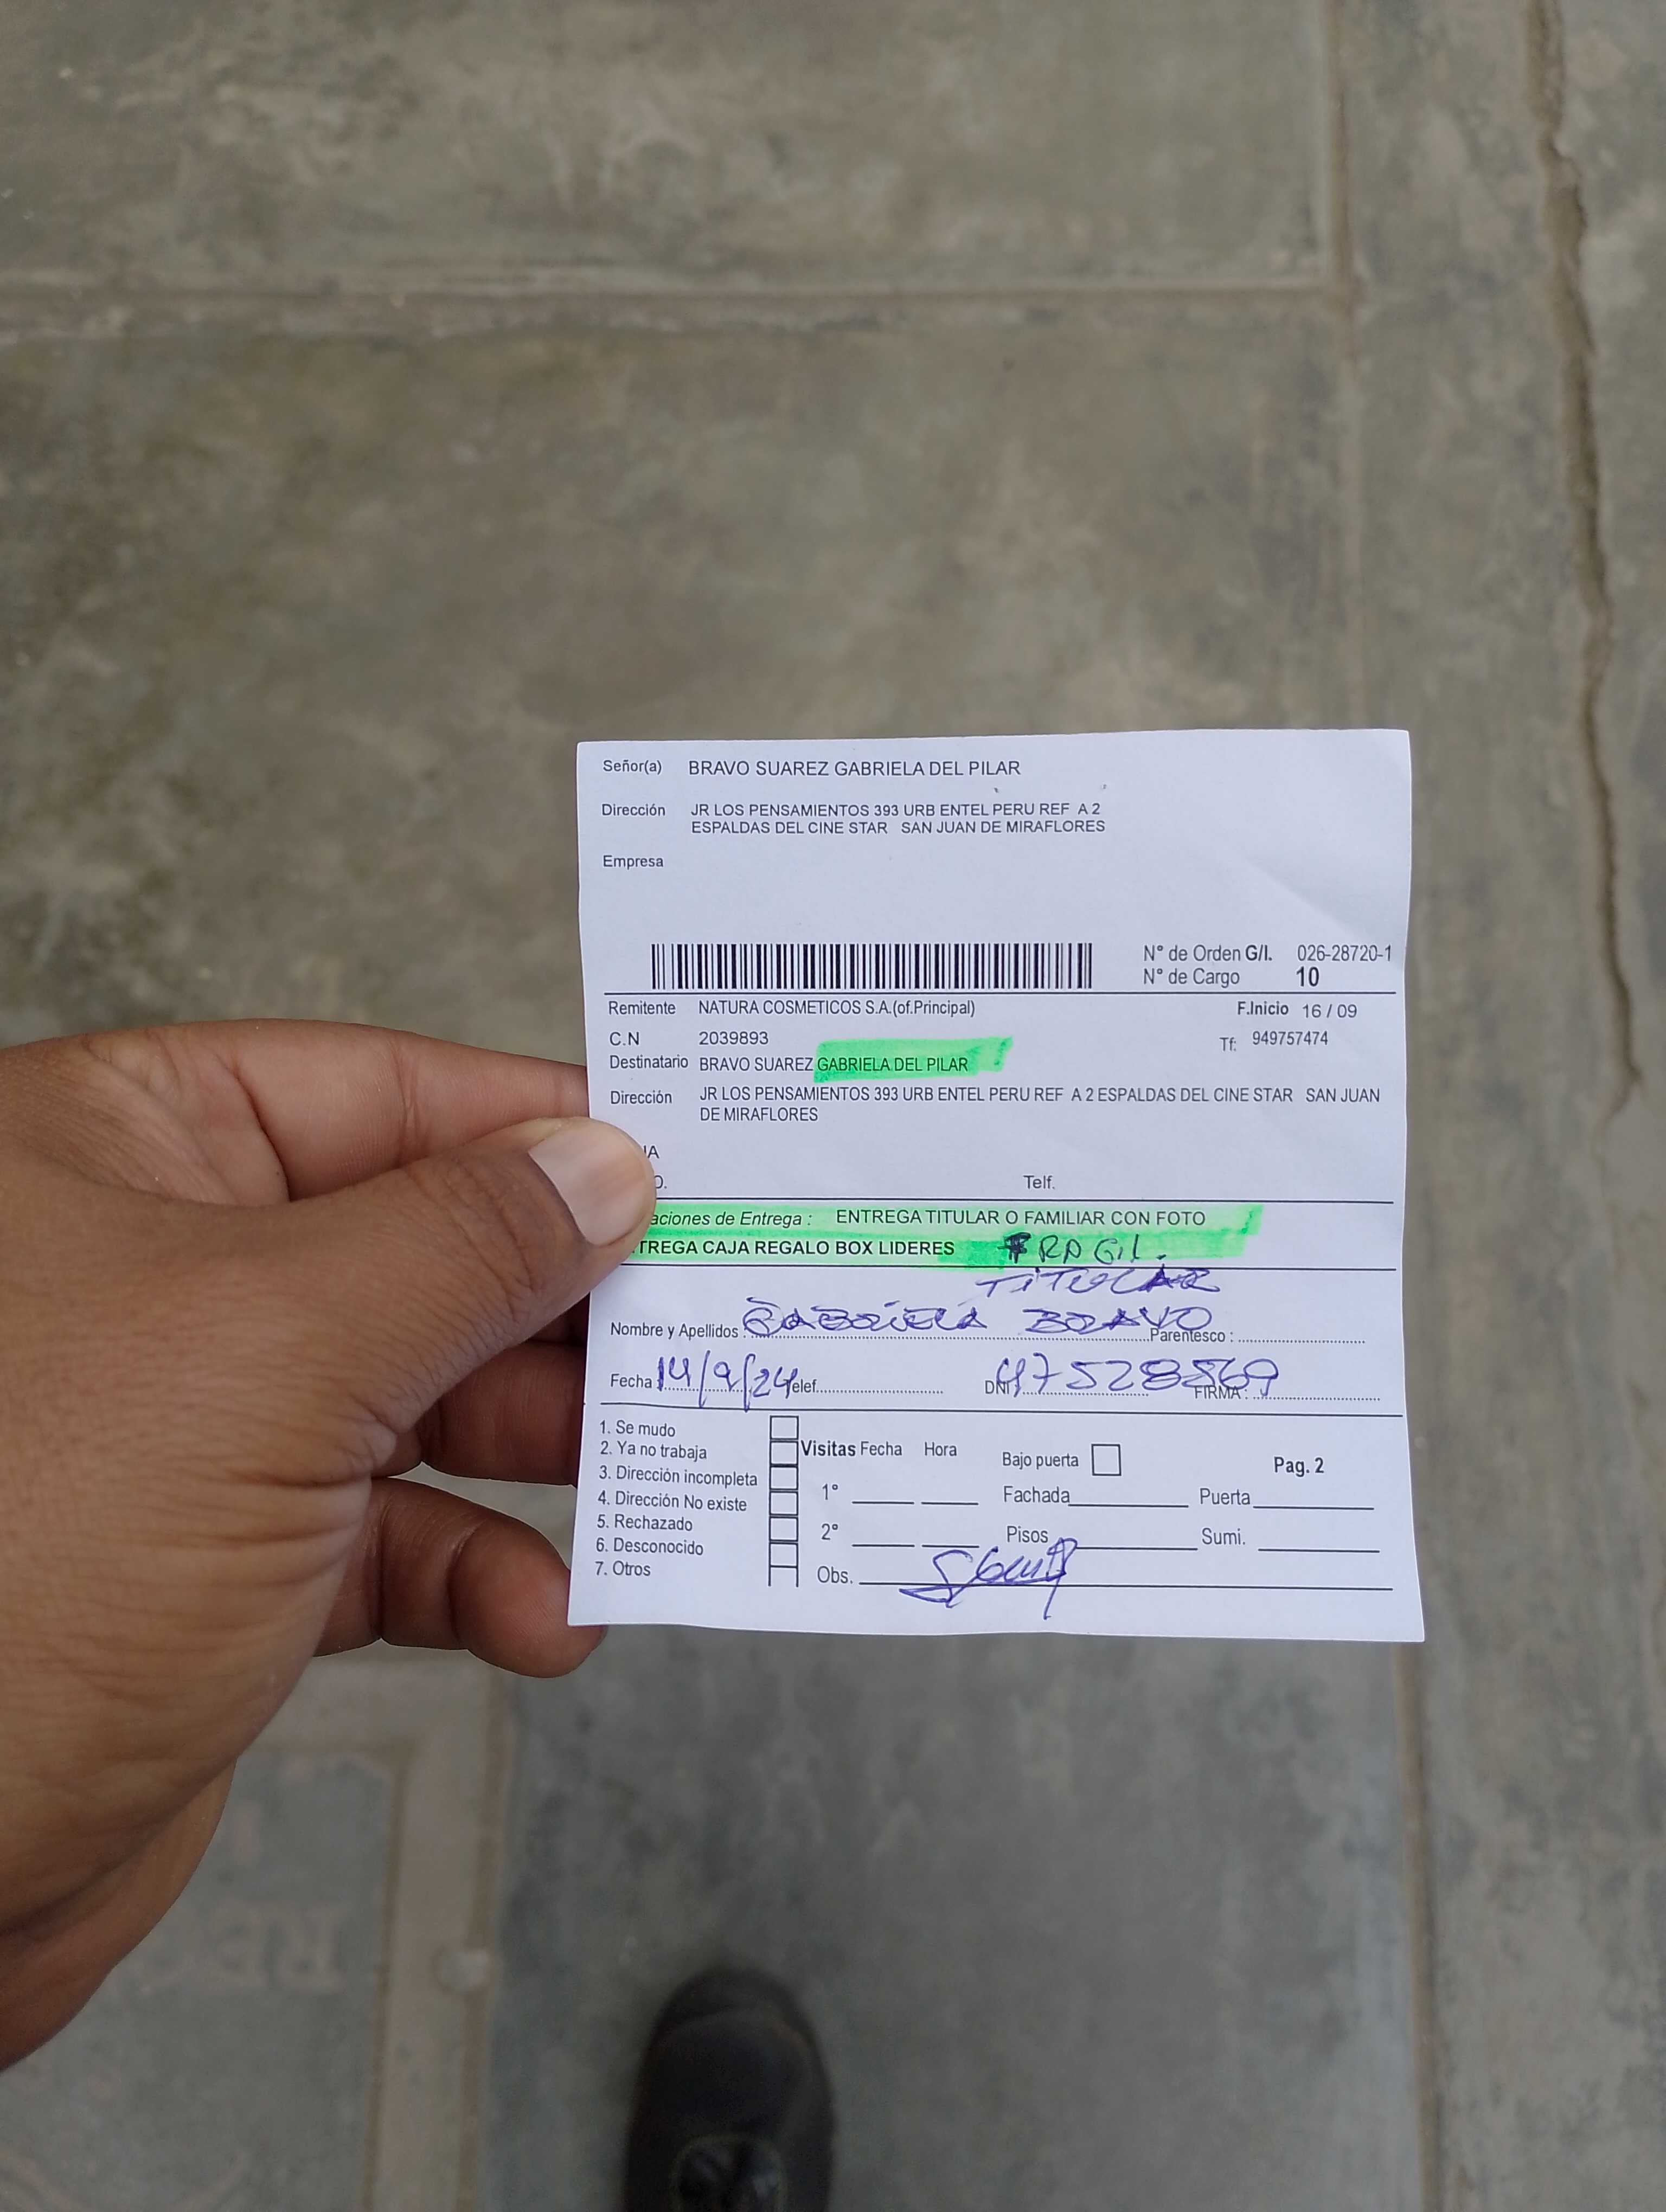 Señor(a) BRAVO SUAREZ GABRIELA DEL PILAR
Dirección JR LOS PENSAMIENTOS 393 URB ENTEL PERU REF A 2
ESPALDAS DEL CINE STAR SAN JUAN DE MIRAFLORES
Empresa
N° de Orden G/I. 026-28720-1
N° de Cargo 10
Remitente NATURA COSMETICOS S.A.(of.Principal) F.Inicio 16 / 09
C.N 2039893 Tf: 949757474
Destinatario BRAVO SUAREZ GABRIELA DEL PILAR
Dirección JR LOS PENSAMIENTOS 393 URB ENTEL PERU REF A 2 ESPALDAS DEL CINE STAR SAN JUAN
DE MIRAFLORES
Telf.
aciones de Entrega : ENTREGA TITULAR O FAMILIAR CON FOTO
TREGA CAJA REGALO BOX LIDERES FRAGIL.
TITULAR
Nombre y Apellidos : GABRIELA BRAVO Parentesco :
Fecha 14/9/24 Telef. DNI 47528569 FIRMA :
1. Se mudo
2. Ya no trabaja Visitas Fecha Hora Bajo puerta Pag. 2
3. Dirección incompleta
4. Dirección No existe 1° Fachada Puerta
5. Rechazado 2° Pisos Sumi.
6. Desconocido
7. Otros Obs.